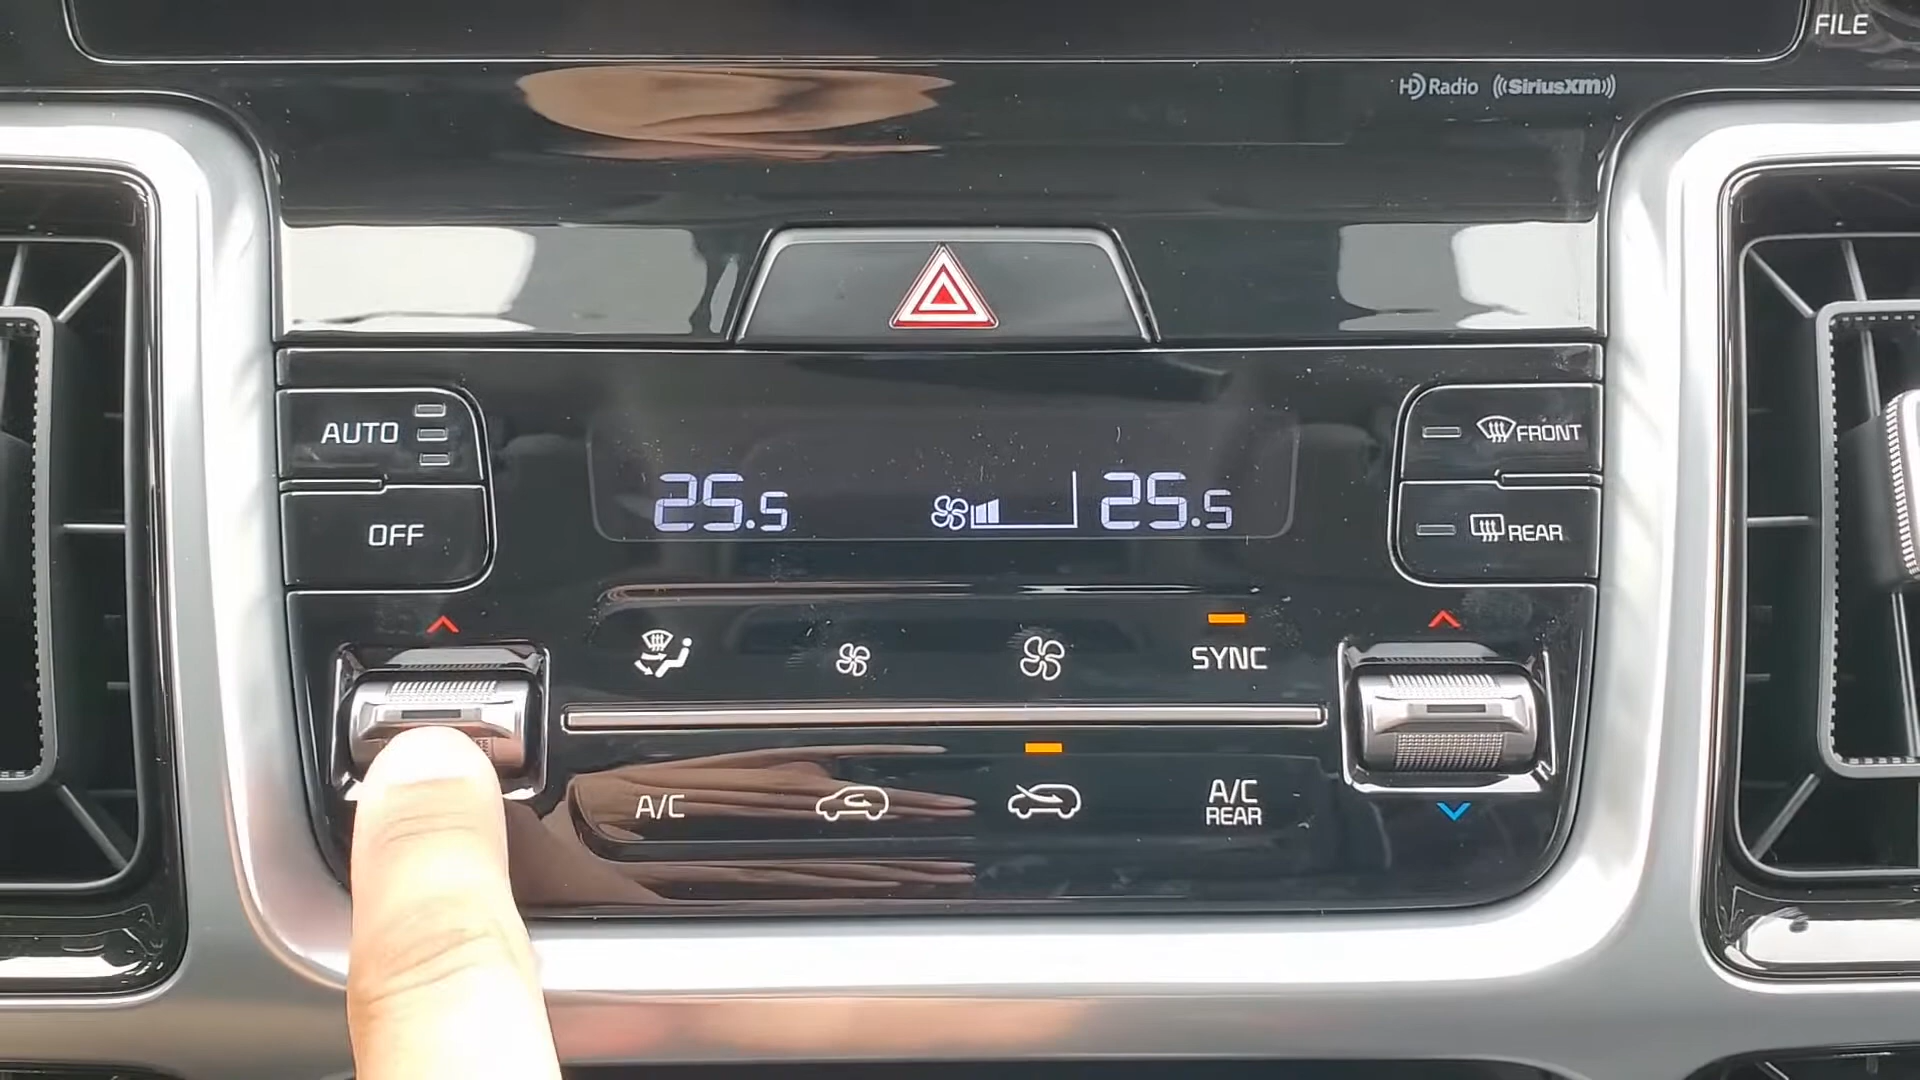 FILE
HD Radio ((SiriusXM))
AUTO
FRONT
25.5 25.5
OFF
REAR
SYNC
A/C
A/C
REAR